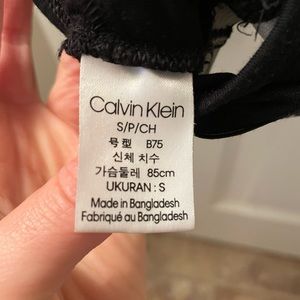 Calvin Klein
S/P/CH
号型 B75
신체 치수
가슴둘레 85cm
UKURAN : S
Made in Bangladesh
Fabriqué au Bangladesh